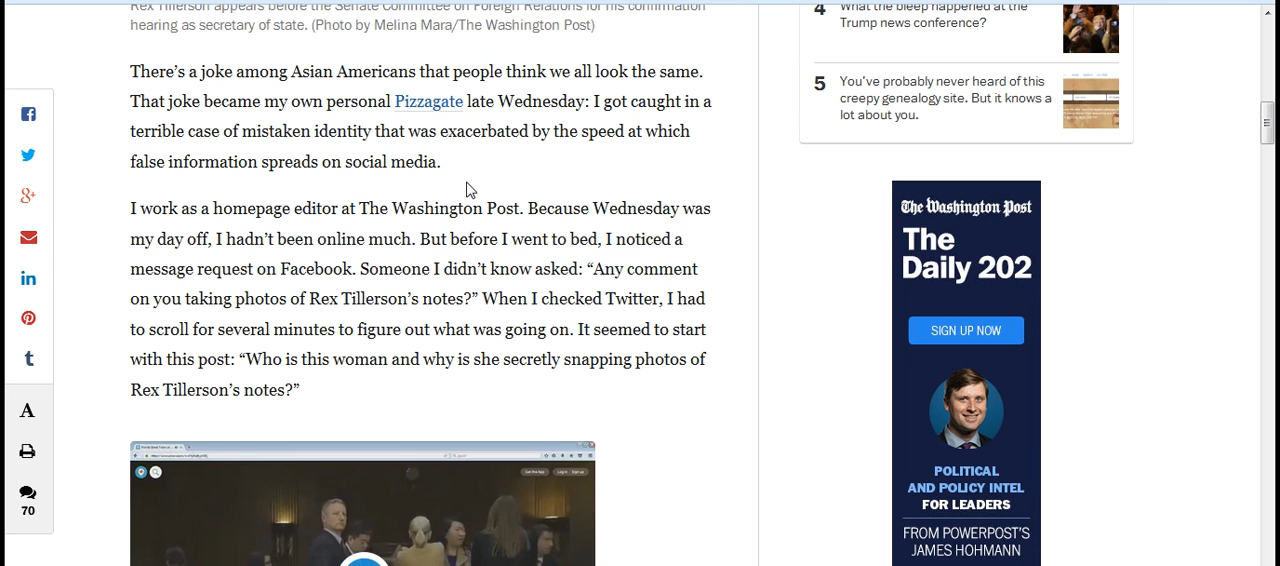 Rex Tillerson appears before the Senate Committee on Foreign Relations for his confirmation
hearing as secretary of state. (Photo by Melina Mara/The Washington Post)
There’s a joke among Asian Americans that people think we all look the same.
That joke became my own personal Pizzagate late Wednesday: I got caught in a
terrible case of mistaken identity that was exacerbated by the speed at which
false information spreads on social media.
I work as a homepage editor at The Washington Post. Because Wednesday was
my day off, I hadn’t been online much. But before I went to bed, I noticed a
message request on Facebook. Someone I didn’t know asked: “Any comment
on you taking photos of Rex Tillerson’s notes?” When I checked Twitter, I had
to scroll for several minutes to figure out what was going on. It seemed to start
with this post: “Who is this woman and why is she secretly snapping photos of
Rex Tillerson’s notes?”
A
70
4 What the bleep happened at the
Trump news conference?
5 You’ve probably never heard of this
creepy genealogy site. But it knows a
lot about you.
The Washington Post
The
Daily 202
SIGN UP NOW
POLITICAL
AND POLICY INTEL
FOR LEADERS
FROM POWERPOST’S
JAMES HOHMANN